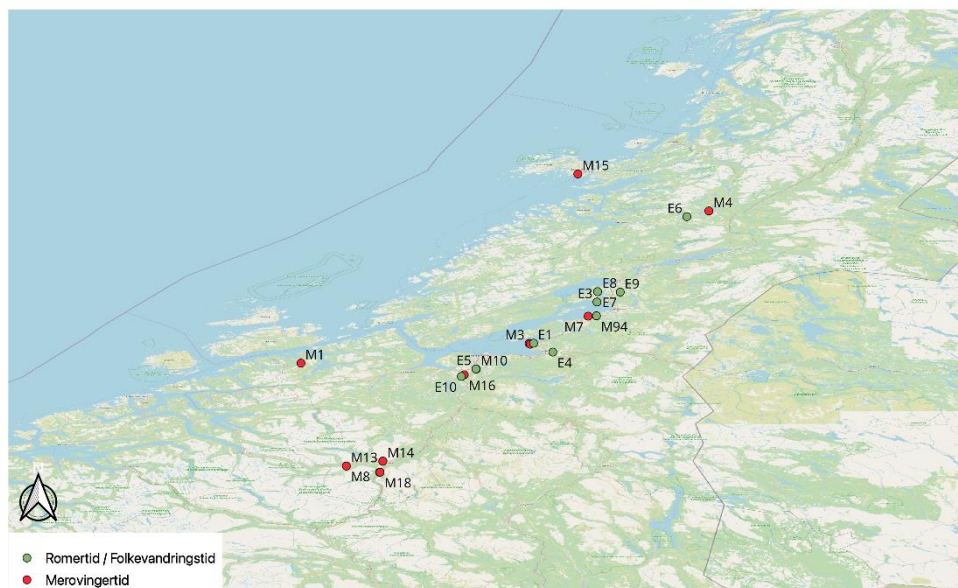 M15
M4
E6
E8
E9
E3
E7
M7
M94
M3
E1
E4
M1
E5
M10
E10
M16
M13
M14
M8
M18
Romertid / Folkevandringstid
Merovingertid